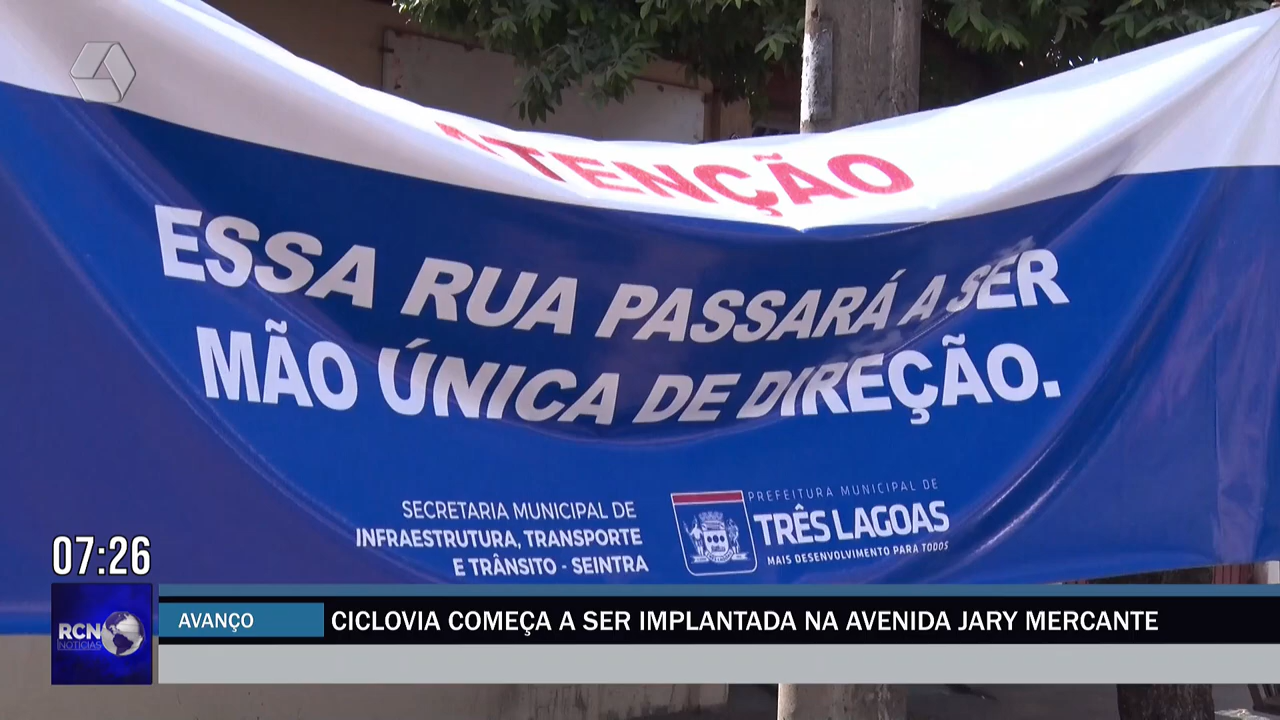 ATENÇÃO
ESSA RUA PASSARÁ A SER
MÃO ÚNICA DE DIREÇÃO.
SECRETARIA MUNICIPAL DE
INFRAESTRUTURA, TRANSPORTE
E TRÂNSITO - SEINTRA
PREFEITURA MUNICIPAL DE
TRÊS LAGOAS
MAIS DESENVOLVIMENTO PARA TODOS
07:26
RCN
NOTÍCIAS
AVANÇO
CICLOVIA COMEÇA A SER IMPLANTADA NA AVENIDA JARY MERCANTE